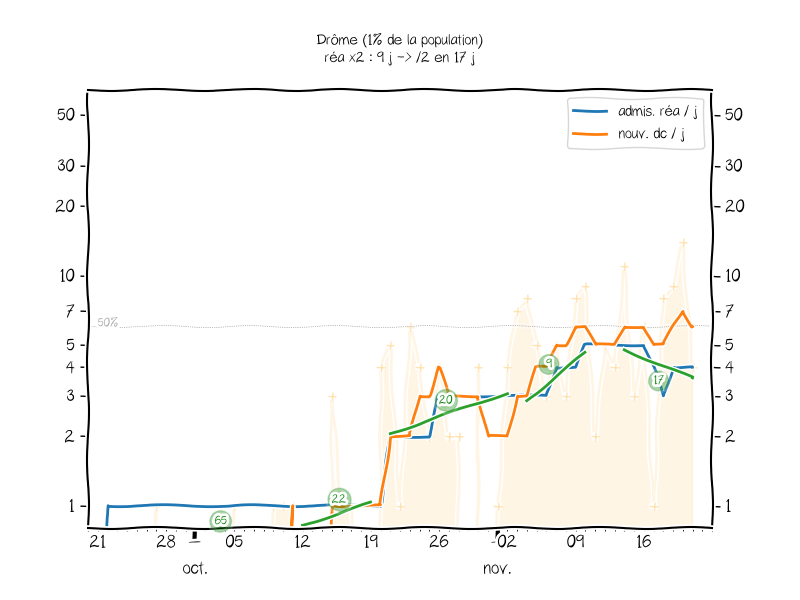 Drôme (1% de la population)
réa x2 : 9 j -> /2 en 17 j
admis. réa / j
nouv. dc / j
50 50
30 30
20 20
10 10
7 7
50%
5 5
4 4
3 3
2 2
1 1
65 22 20 9 17
21 28 05 12 19 26 02 09 16
oct. nov.